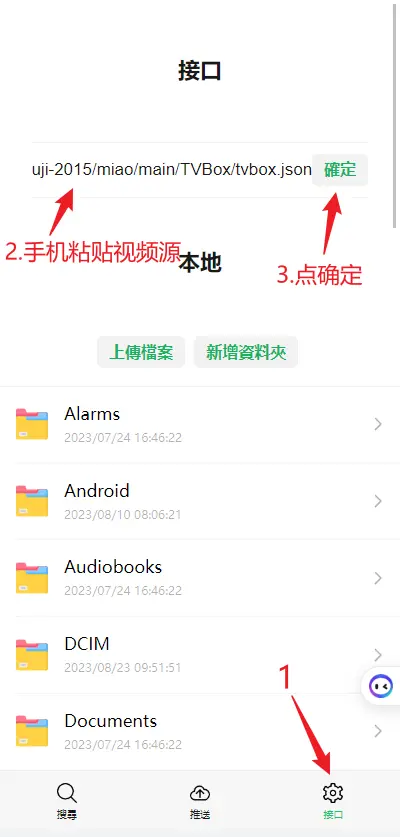 接口
uji-2015/miao/main/TVBox/tvbox.json
確定
2.手机粘贴视频源
3.点确定
本地
上傳檔案
新增資料夾
Alarms
2023/07/24 16:46:22
Android
2023/08/10 08:06:21
Audiobooks
2023/07/24 16:46:22
DCIM
2023/08/23 09:51:51
Documents
2023/07/24 16:46:22
1
搜尋
推送
接口